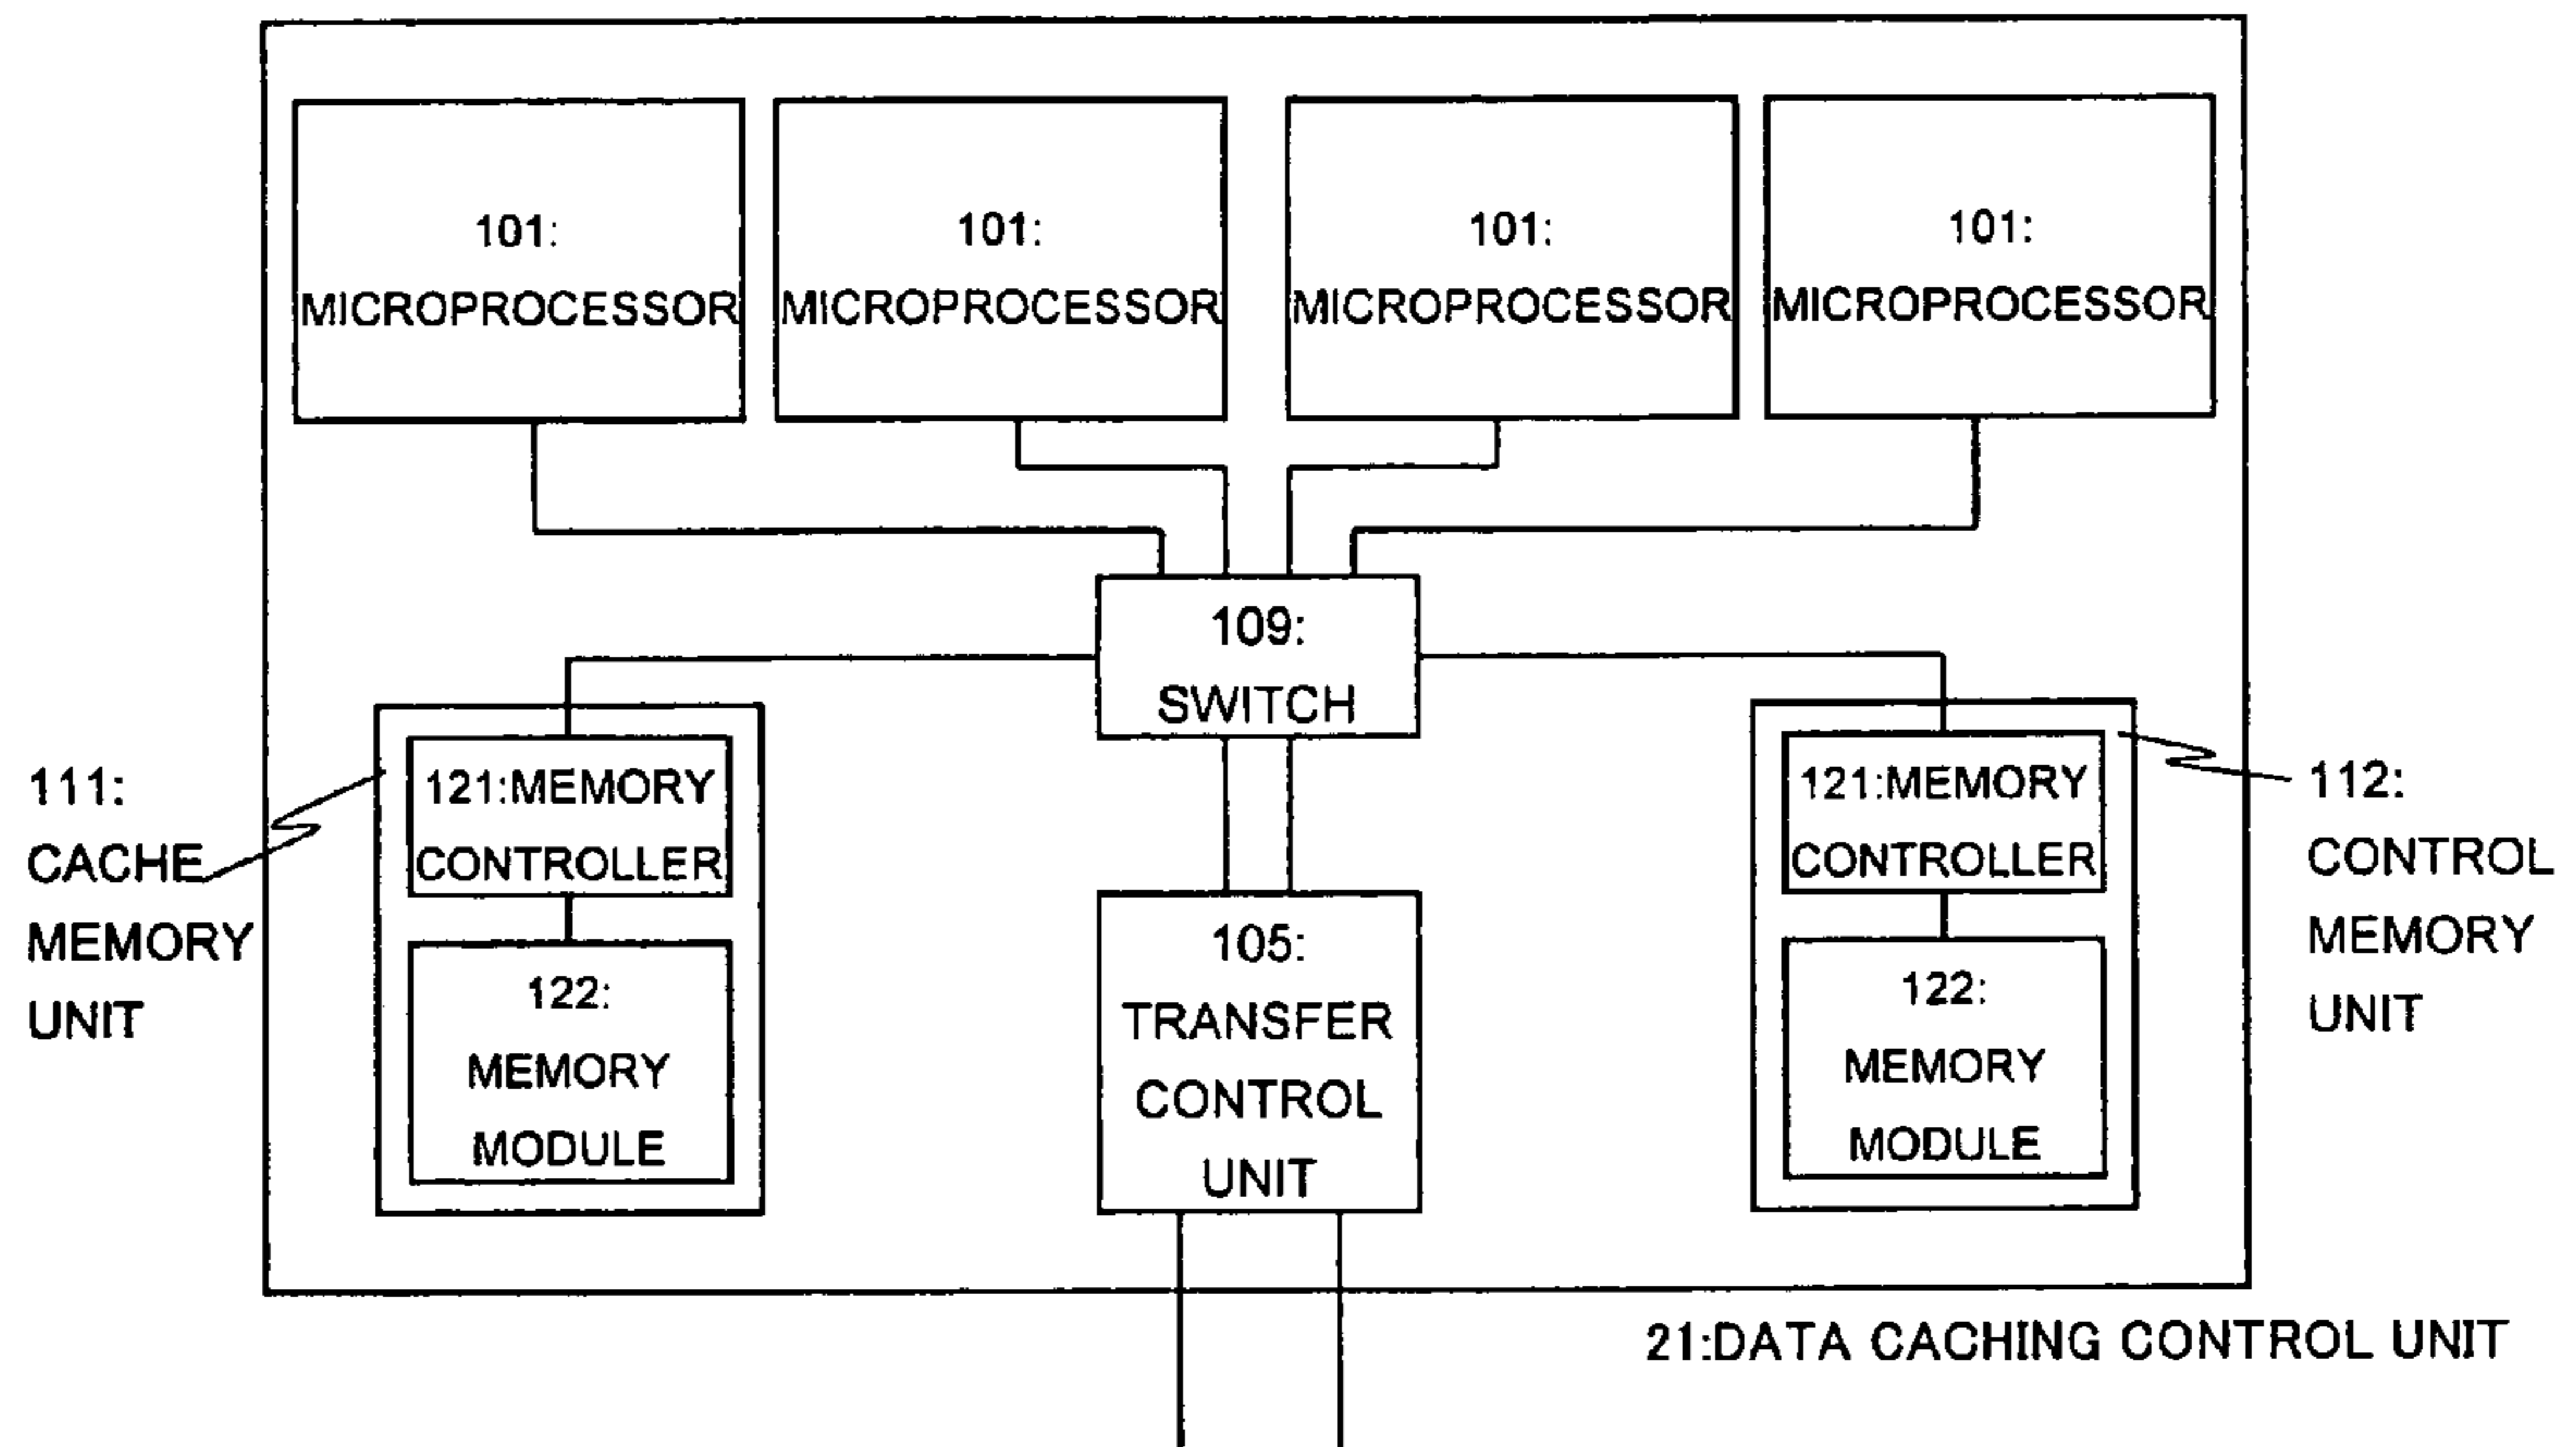 101:
MICROPROCESSOR
101:
MICROPROCESSOR
101:
MICROPROCESSOR
101:
MICROPROCESSOR
109:
SWITCH
111:
CACHE
MEMORY
UNIT
121:MEMORY
CONTROLLER
122:
MEMORY
MODULE
105:
TRANSFER
CONTROL
UNIT
121:MEMORY
CONTROLLER
122:
MEMORY
MODULE
112:
CONTROL
MEMORY
UNIT
21:DATA CACHING CONTROL UNIT